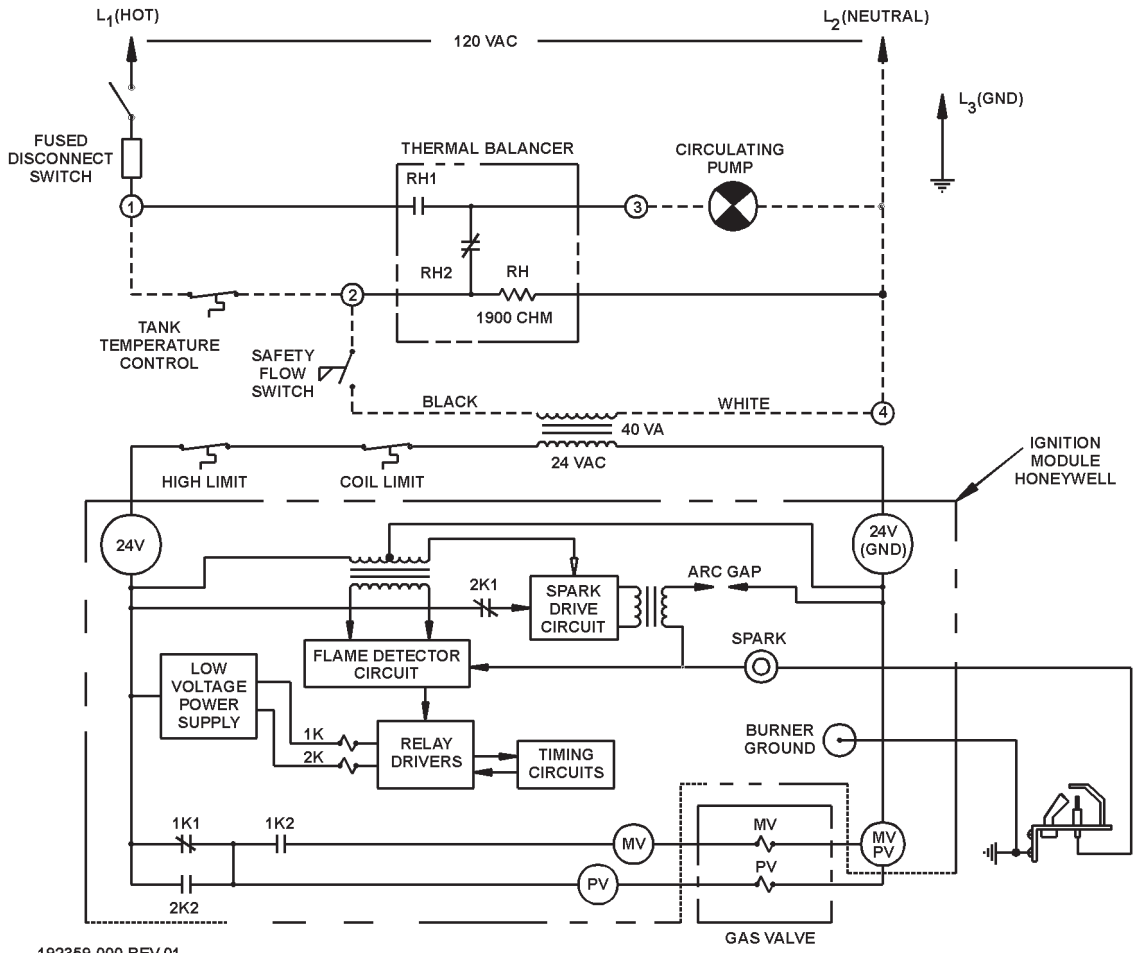 L1(HOT)
L2(NEUTRAL)
120 VAC
L3(GND)
FUSED
DISCONNECT
SWITCH
THERMAL BALANCER
CIRCULATING
PUMP
RH1
1
3
RH2
RH
2
1900 CHM
TANK
TEMPERATURE
CONTROL
SAFETY
FLOW
SWITCH
BLACK
WHITE
4
40 VA
24 VAC
HIGH LIMIT
COIL LIMIT
IGNITION
MODULE
HONEYWELL
24V
24V
(GND)
2K1
SPARK
DRIVE
CIRCUIT
ARC GAP
FLAME DETECTOR
CIRCUIT
SPARK
LOW
VOLTAGE
POWER
SUPPLY
1K
2K
RELAY
DRIVERS
TIMING
CIRCUITS
BURNER
GROUND
1K1
1K2
MV
MV
MV
PV
2K2
PV
PV
GAS VALVE
192359-000 REV 01